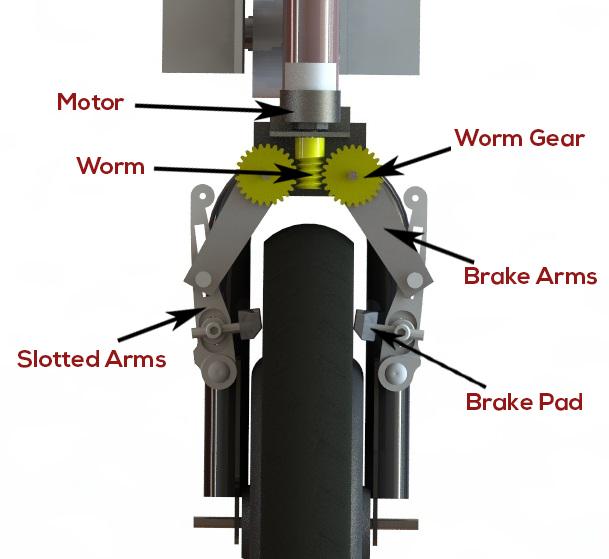 Motor
Worm Gear
Worm
Brake Arms
Slotted Arms
Brake Pad